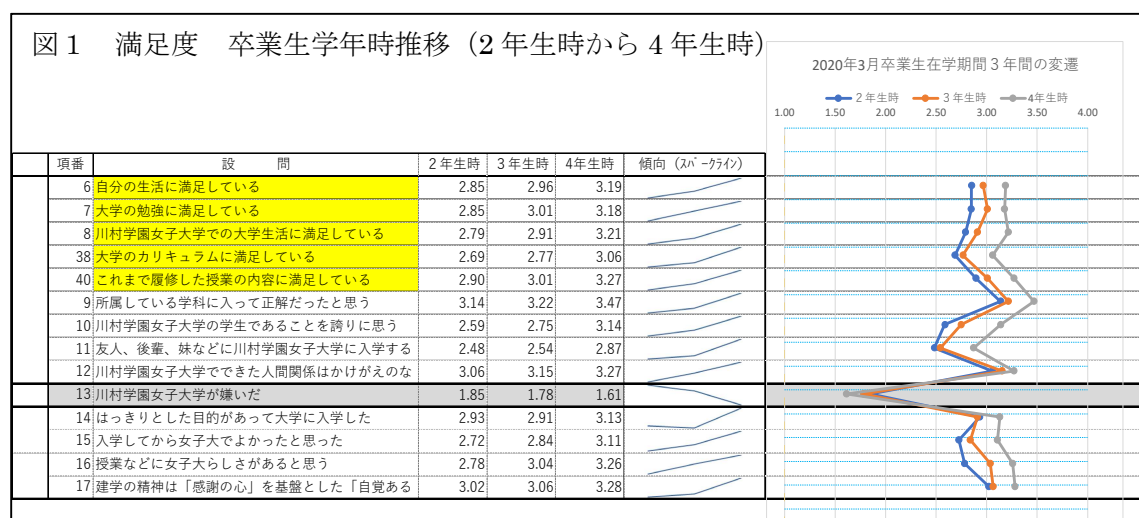 図１　満足度　卒業生学年時推移（2 年生時から 4 年生時）
2020年3月卒業生在学期間３年間の変遷
２年生時 ３年生時 4年生時
1.00 1.50 2.00 2.50 3.00 3.50 4.00
項番 設　問 ２年生時 ３年生時 4年生時 傾向（ｽﾊﾟｰｸライン）
6 自分の生活に満足している 2.85 2.96 3.19
7 大学の勉強に満足している 2.85 3.01 3.18
8 川村学園女子大学での大学生活に満足している 2.79 2.91 3.21
38 大学のカリキュラムに満足している 2.69 2.77 3.06
40 これまで履修した授業の内容に満足している 2.90 3.01 3.27
9 所属している学科に入って正解だったと思う 3.14 3.22 3.47
10 川村学園女子大学の学生であることを誇りに思う 2.59 2.75 3.14
11 友人、後輩、妹などに川村学園女子大学に入学する 2.48 2.54 2.87
12 川村学園女子大学でできた人間関係はかけがえのな 3.06 3.15 3.27
13 川村学園女子大学が嫌いだ 1.85 1.78 1.61
14 はっきりとした目的があって大学に入学した 2.93 2.91 3.13
15 入学してから女子大でよかったと思った 2.72 2.84 3.11
16 授業などに女子大らしさがあると思う 2.78 3.04 3.26
17 建学の精神は「感謝の心」を基盤とした「自覚ある 3.02 3.06 3.28